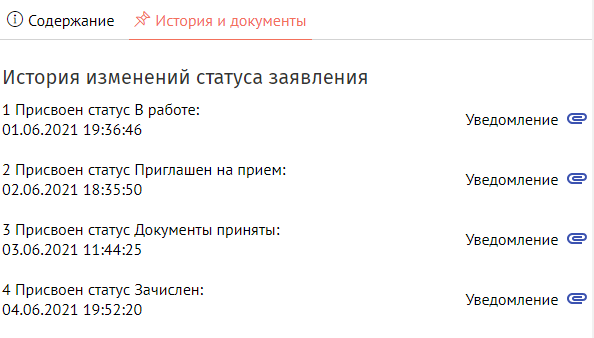 Содержание
История и документы
История изменений статуса заявления
1 Присвоен статус В работе:
01.06.2021 19:36:46
Уведомление
2 Присвоен статус Приглашен на прием:
02.06.2021 18:35:50
Уведомление
3 Присвоен статус Документы приняты:
03.06.2021 11:44:25
Уведомление
4 Присвоен статус Зачислен:
04.06.2021 19:52:20
Уведомление